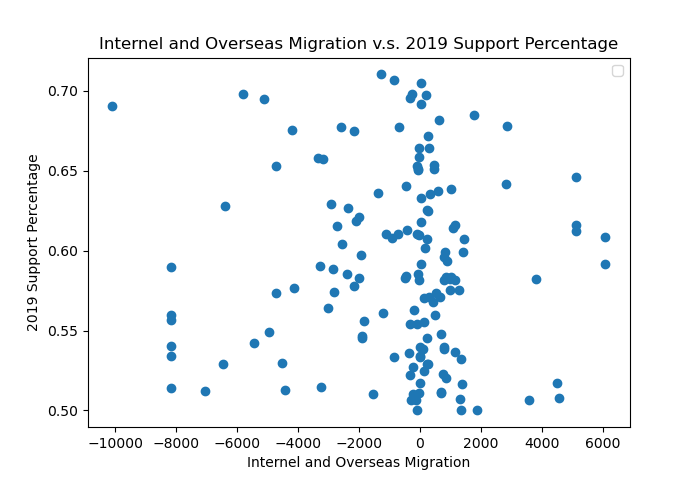 Internel and Overseas Migration v.s. 2019 Support Percentage
0.70
0.65
0.60
0.55
0.50
2019 Support Percentage
−10000 −8000 −6000 −4000 −2000 0 2000 4000 6000
Internel and Overseas Migration